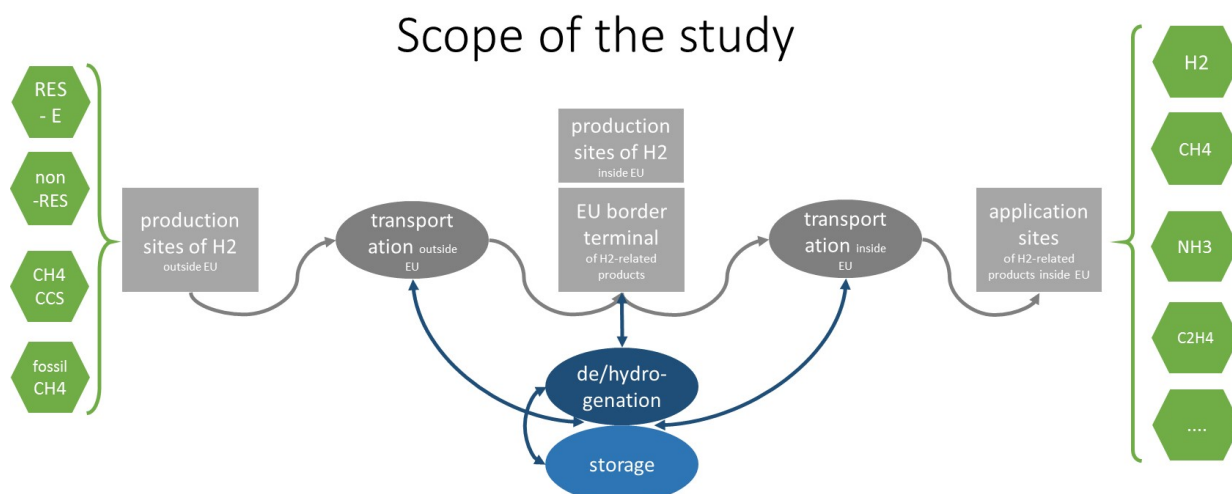 Scope of the study
RES
- E
non
-RES
CH4
CCS
fossil
CH4
production
sites of H2
outside EU
transport
ation outside
EU
production
sites of H2
inside EU
EU border
terminal
of H2-related
products
transport
ation inside
EU
application
sites
of H2-related
products inside EU
de/hydro-
genation
storage
H2
CH4
NH3
C2H4
....